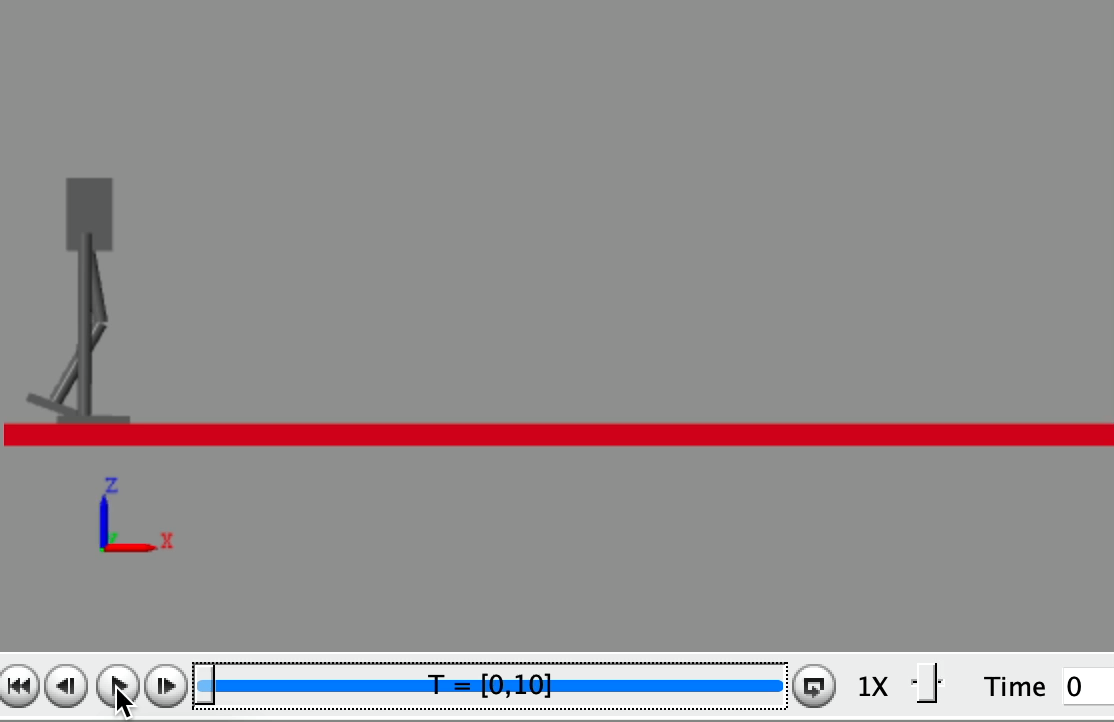 Z
Y
X
T = [0,10]
1X
Time 0